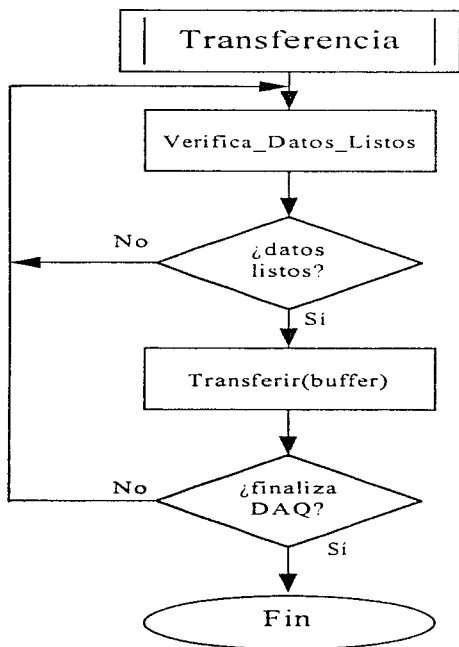 Transferencia
Verifica_Datos_Listos
No
¿datos
listos?
Sí
Transferir(buffer)
No
¿finaliza
DAQ?
Sí
Fin